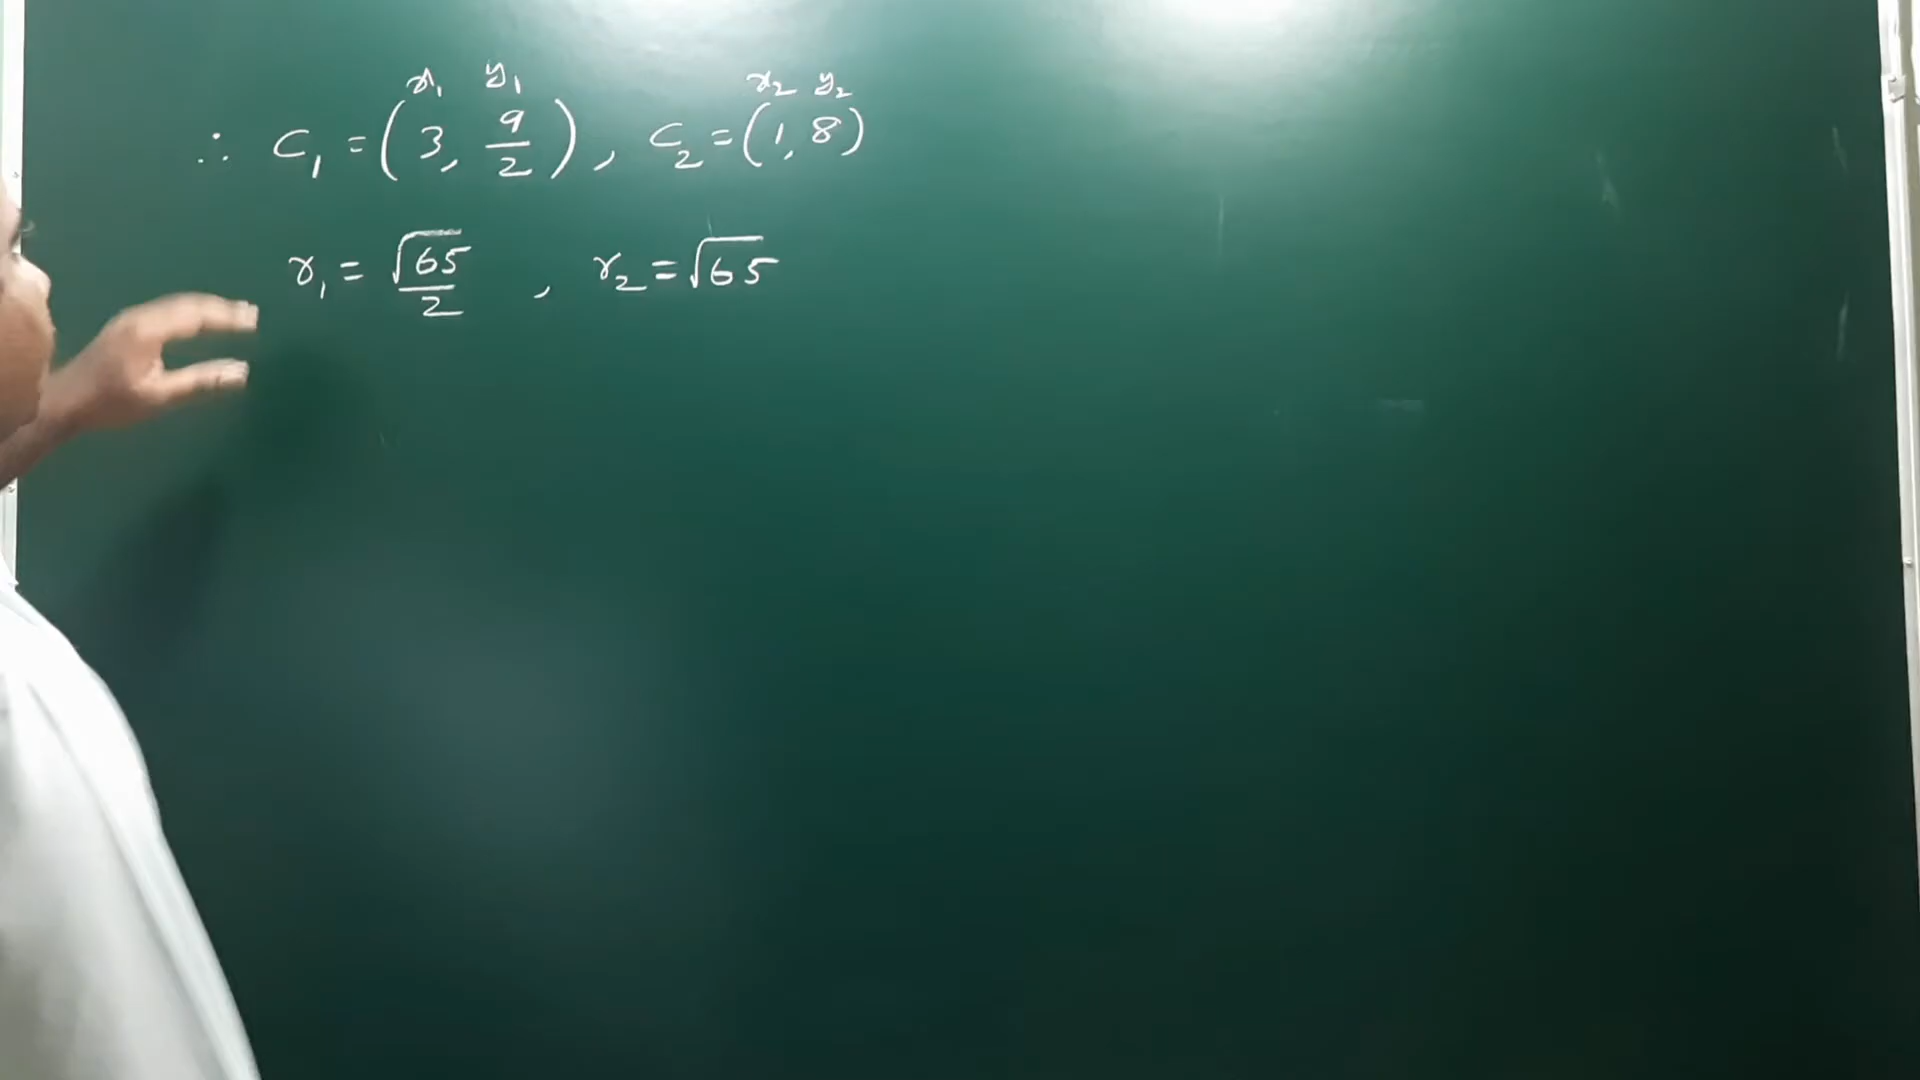 x₁ y₁ x₂ y₂
∴ C₁ = (3, 9/2), C₂ = (1, 8)
r₁ = √65/2 , r₂ = √65